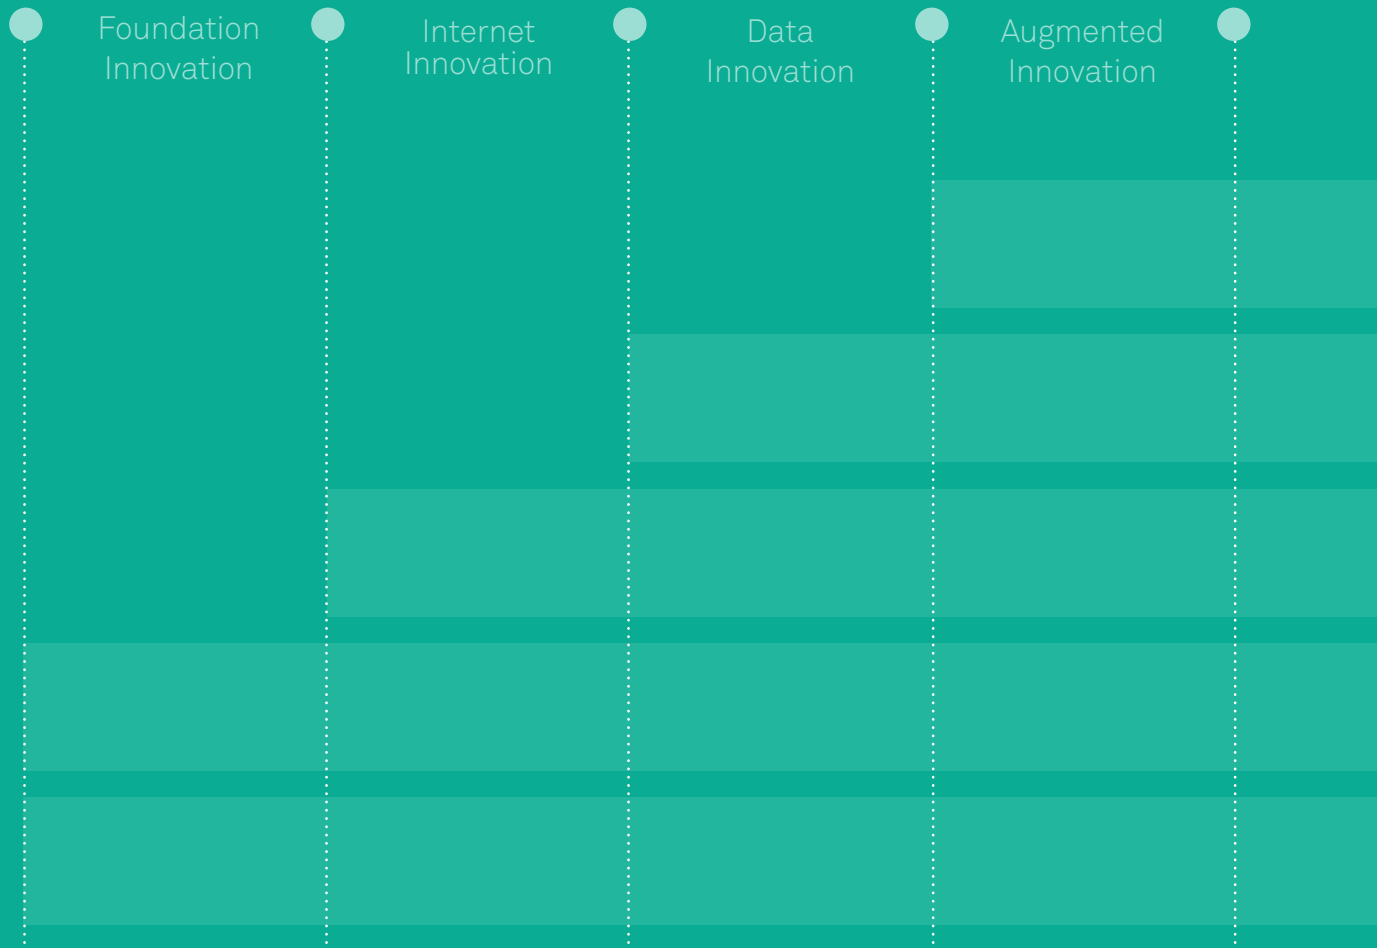 Foundation
Innovation
Internet
Innovation
Data
Innovation
Augmented
Innovation